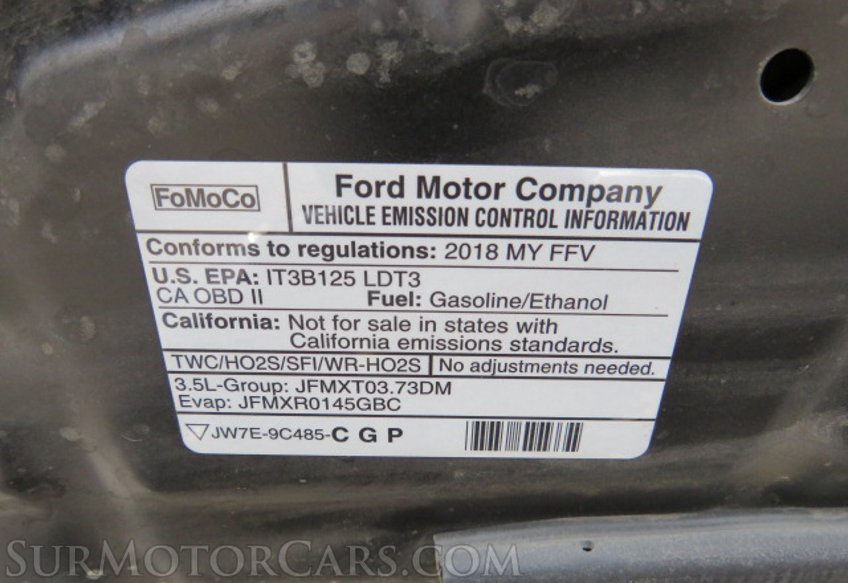 FoMoCo
Ford Motor Company
VEHICLE EMISSION CONTROL INFORMATION
Conforms to regulations: 2018 MY FFV
U.S. EPA: IT3B125 LDT3
CA OBD II Fuel: Gasoline/Ethanol
California: Not for sale in states with
California emissions standards.
TWC/HO2S/SFI/WR-HO2S No adjustments needed.
3.5L-Group: JFMXT03.73DM
Evap: JFMXR0145GBC
JW7E-9C485-C G P
SurMotorCars.com SurMotorCars.com